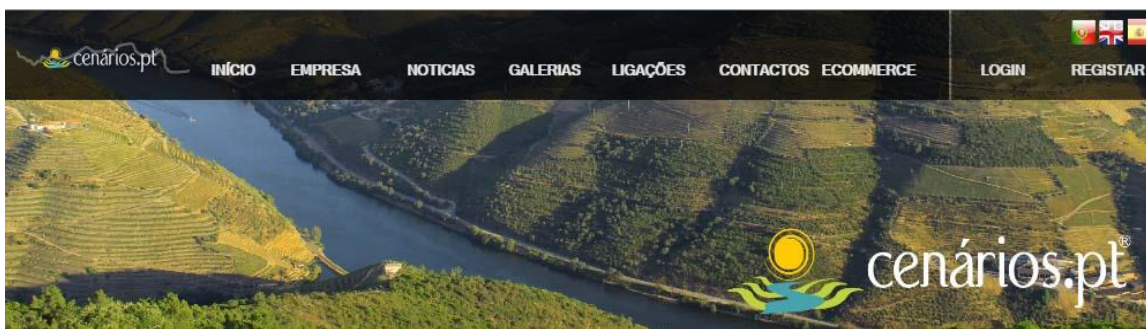 cenários.pt
INÍCIO EMPRESA NOTICIAS GALERIAS LIGAÇÕES CONTACTOS ECOMMERCE LOGIN REGISTAR
cenários.pt®